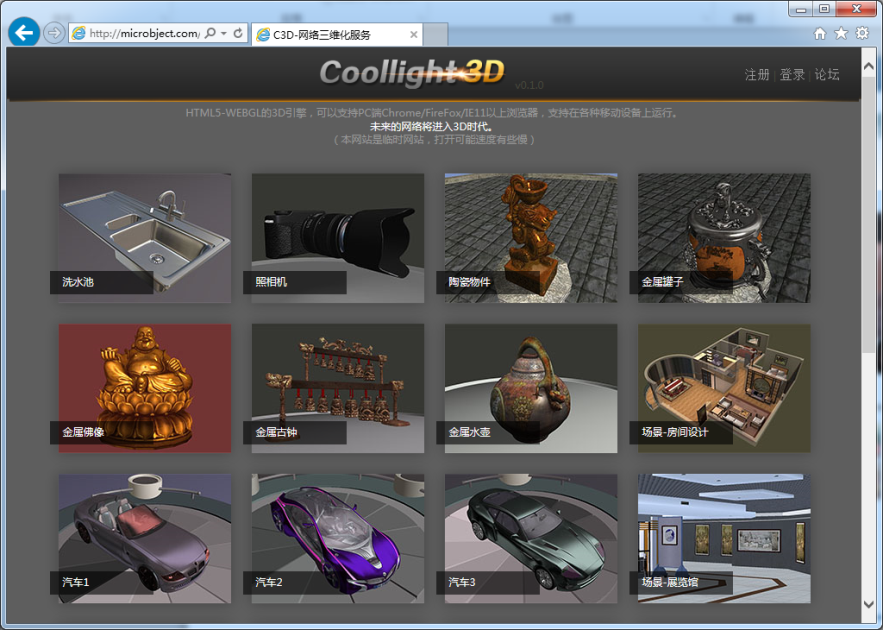 http://microbject.com/
C3D-网络三维化服务
Coollight3D
v0.1.0
注册 | 登录 | 论坛
HTML5-WEBGL的3D引擎，可以支持PC端Chrome/FireFox/IE11以上浏览器，支持在各种移动设备上运行。
未来的网络将进入3D时代。
( 本网站是临时网站，打开可能速度有些慢 )
洗水池
照相机
陶瓷物件
金属罐子
金属佛像
金属古钟
金属水壶
场景-房间设计
汽车1
汽车2
汽车3
场景-展览馆